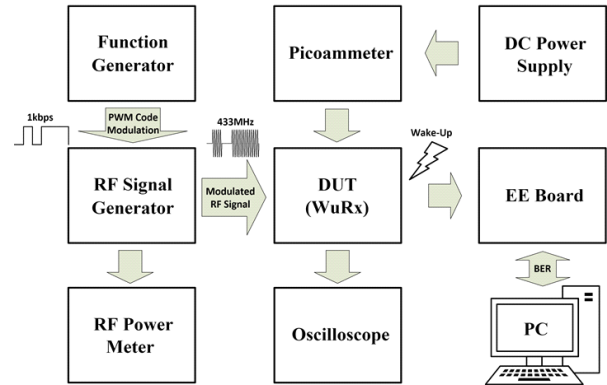 Function
Generator
Picoammeter
DC Power
Supply
1kbps
PWM Code
Modulation
433MHz
Wake-Up
RF Signal
Generator
Modulated
RF Signal
DUT
(WuRx)
EE Board
BER
RF Power
Meter
Oscilloscope
PC